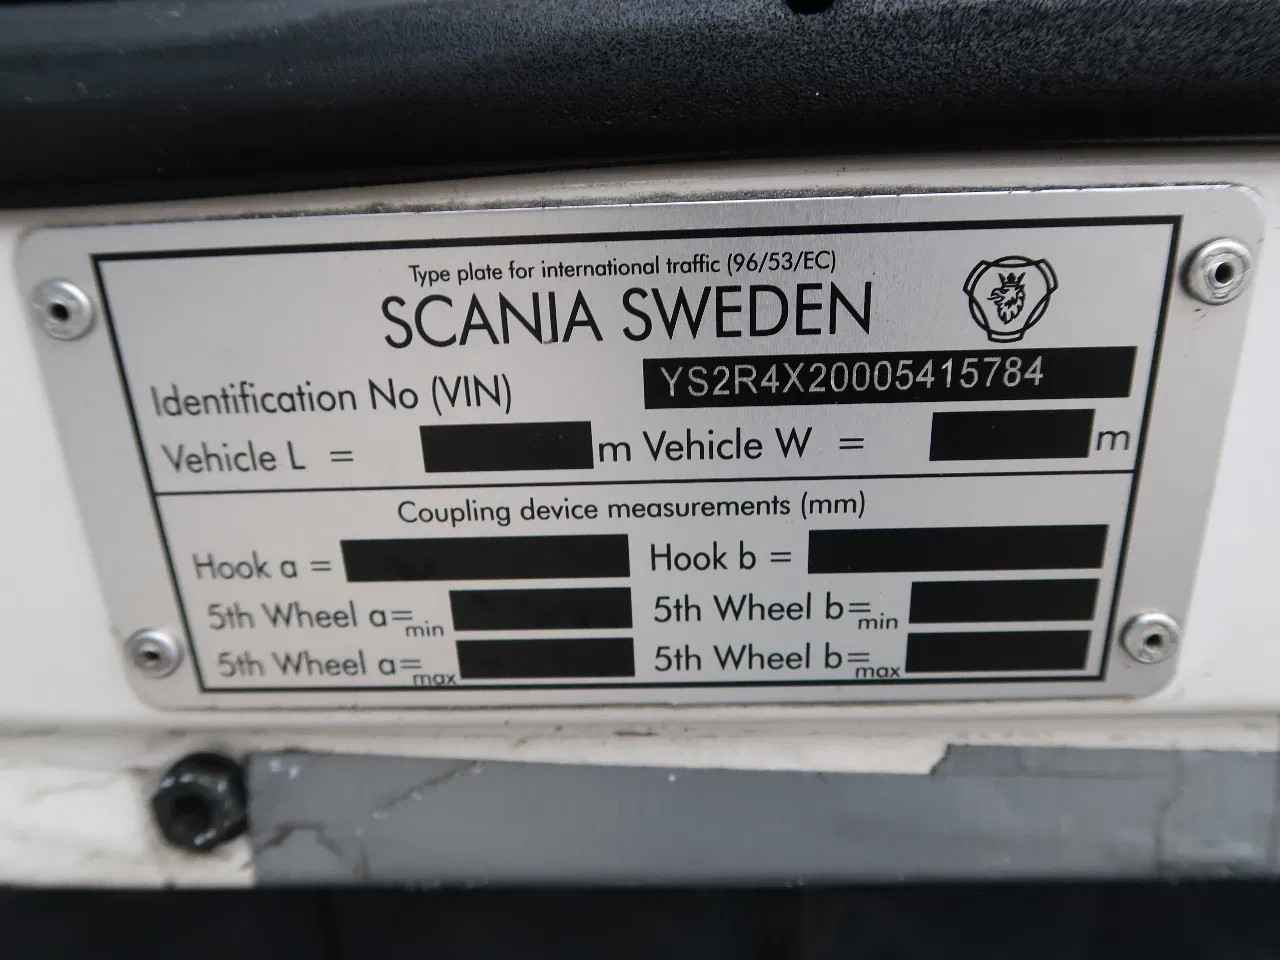 Type plate for international traffic (96/53/EC)
SCANIA SWEDEN
Identification No (VIN) YS2R4X20005415784
Vehicle L = m Vehicle W = m
Coupling device measurements (mm)
Hook a = Hook b =
5th Wheel a=min 5th Wheel b=min
5th Wheel a=max 5th Wheel b=max